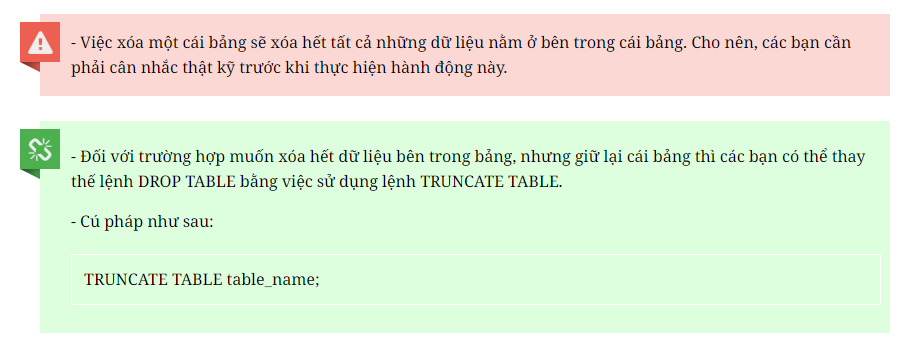 - Việc xóa một cái bảng sẽ xóa hết tất cả những dữ liệu nằm ở bên trong cái bảng. Cho nên, các bạn cần
phải cân nhắc thật kỹ trước khi thực hiện hành động này.
- Đối với trường hợp muốn xóa hết dữ liệu bên trong bảng, nhưng giữ lại cái bảng thì các bạn có thể thay
thế lệnh DROP TABLE bằng việc sử dụng lệnh TRUNCATE TABLE.
- Cú pháp như sau:
TRUNCATE TABLE table_name;